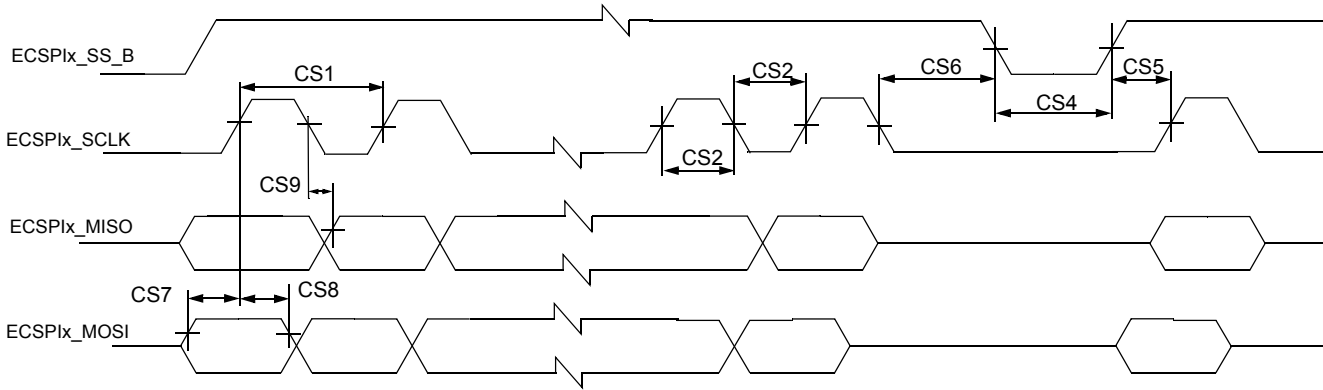 ECSPIx_SS_B
CS1
CS2
CS6
CS5
CS4
ECSPIx_SCLK
CS2
CS9
ECSPIx_MISO
CS7
CS8
ECSPIx_MOSI